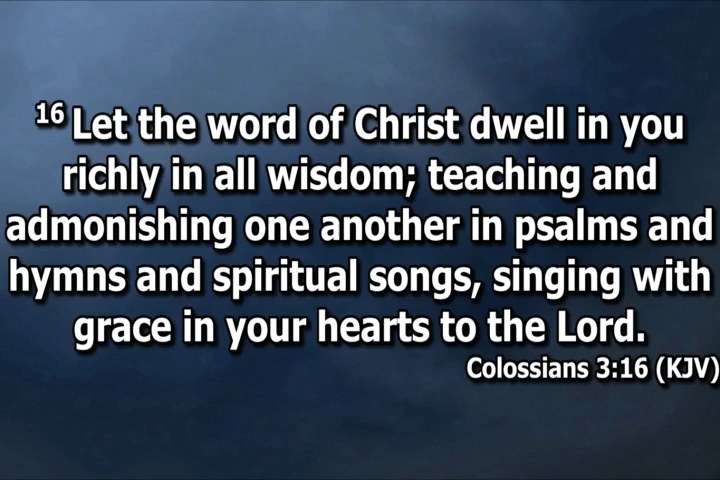 16 Let the word of Christ dwell in you
richly in all wisdom; teaching and
admonishing one another in psalms and
hymns and spiritual songs, singing with
grace in your hearts to the Lord.
Colossians 3:16 (KJV)